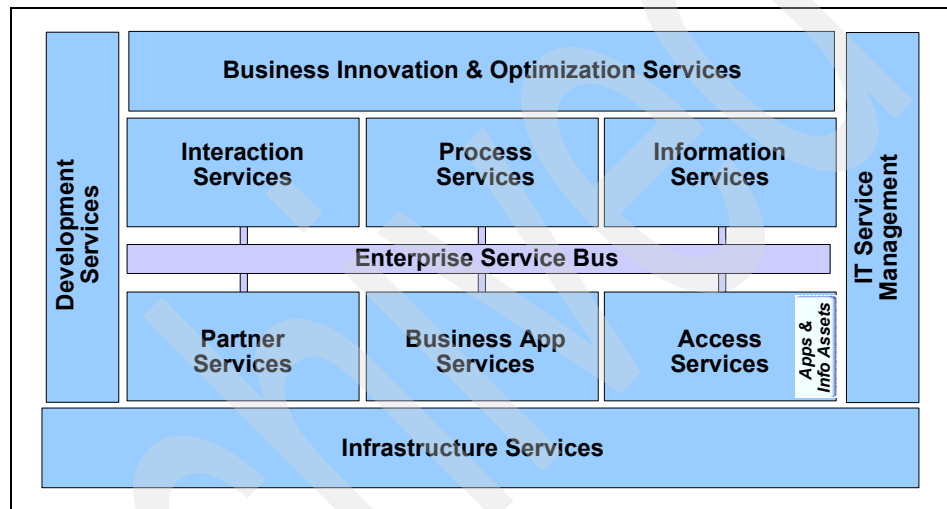 Business Innovation & Optimization Services
Development
Services
Interaction
Services
Process
Services
Information
Services
IT Service
Management
Enterprise Service Bus
Partner
Services
Business App
Services
Access
Services
Apps &
Info Assets
Infrastructure Services